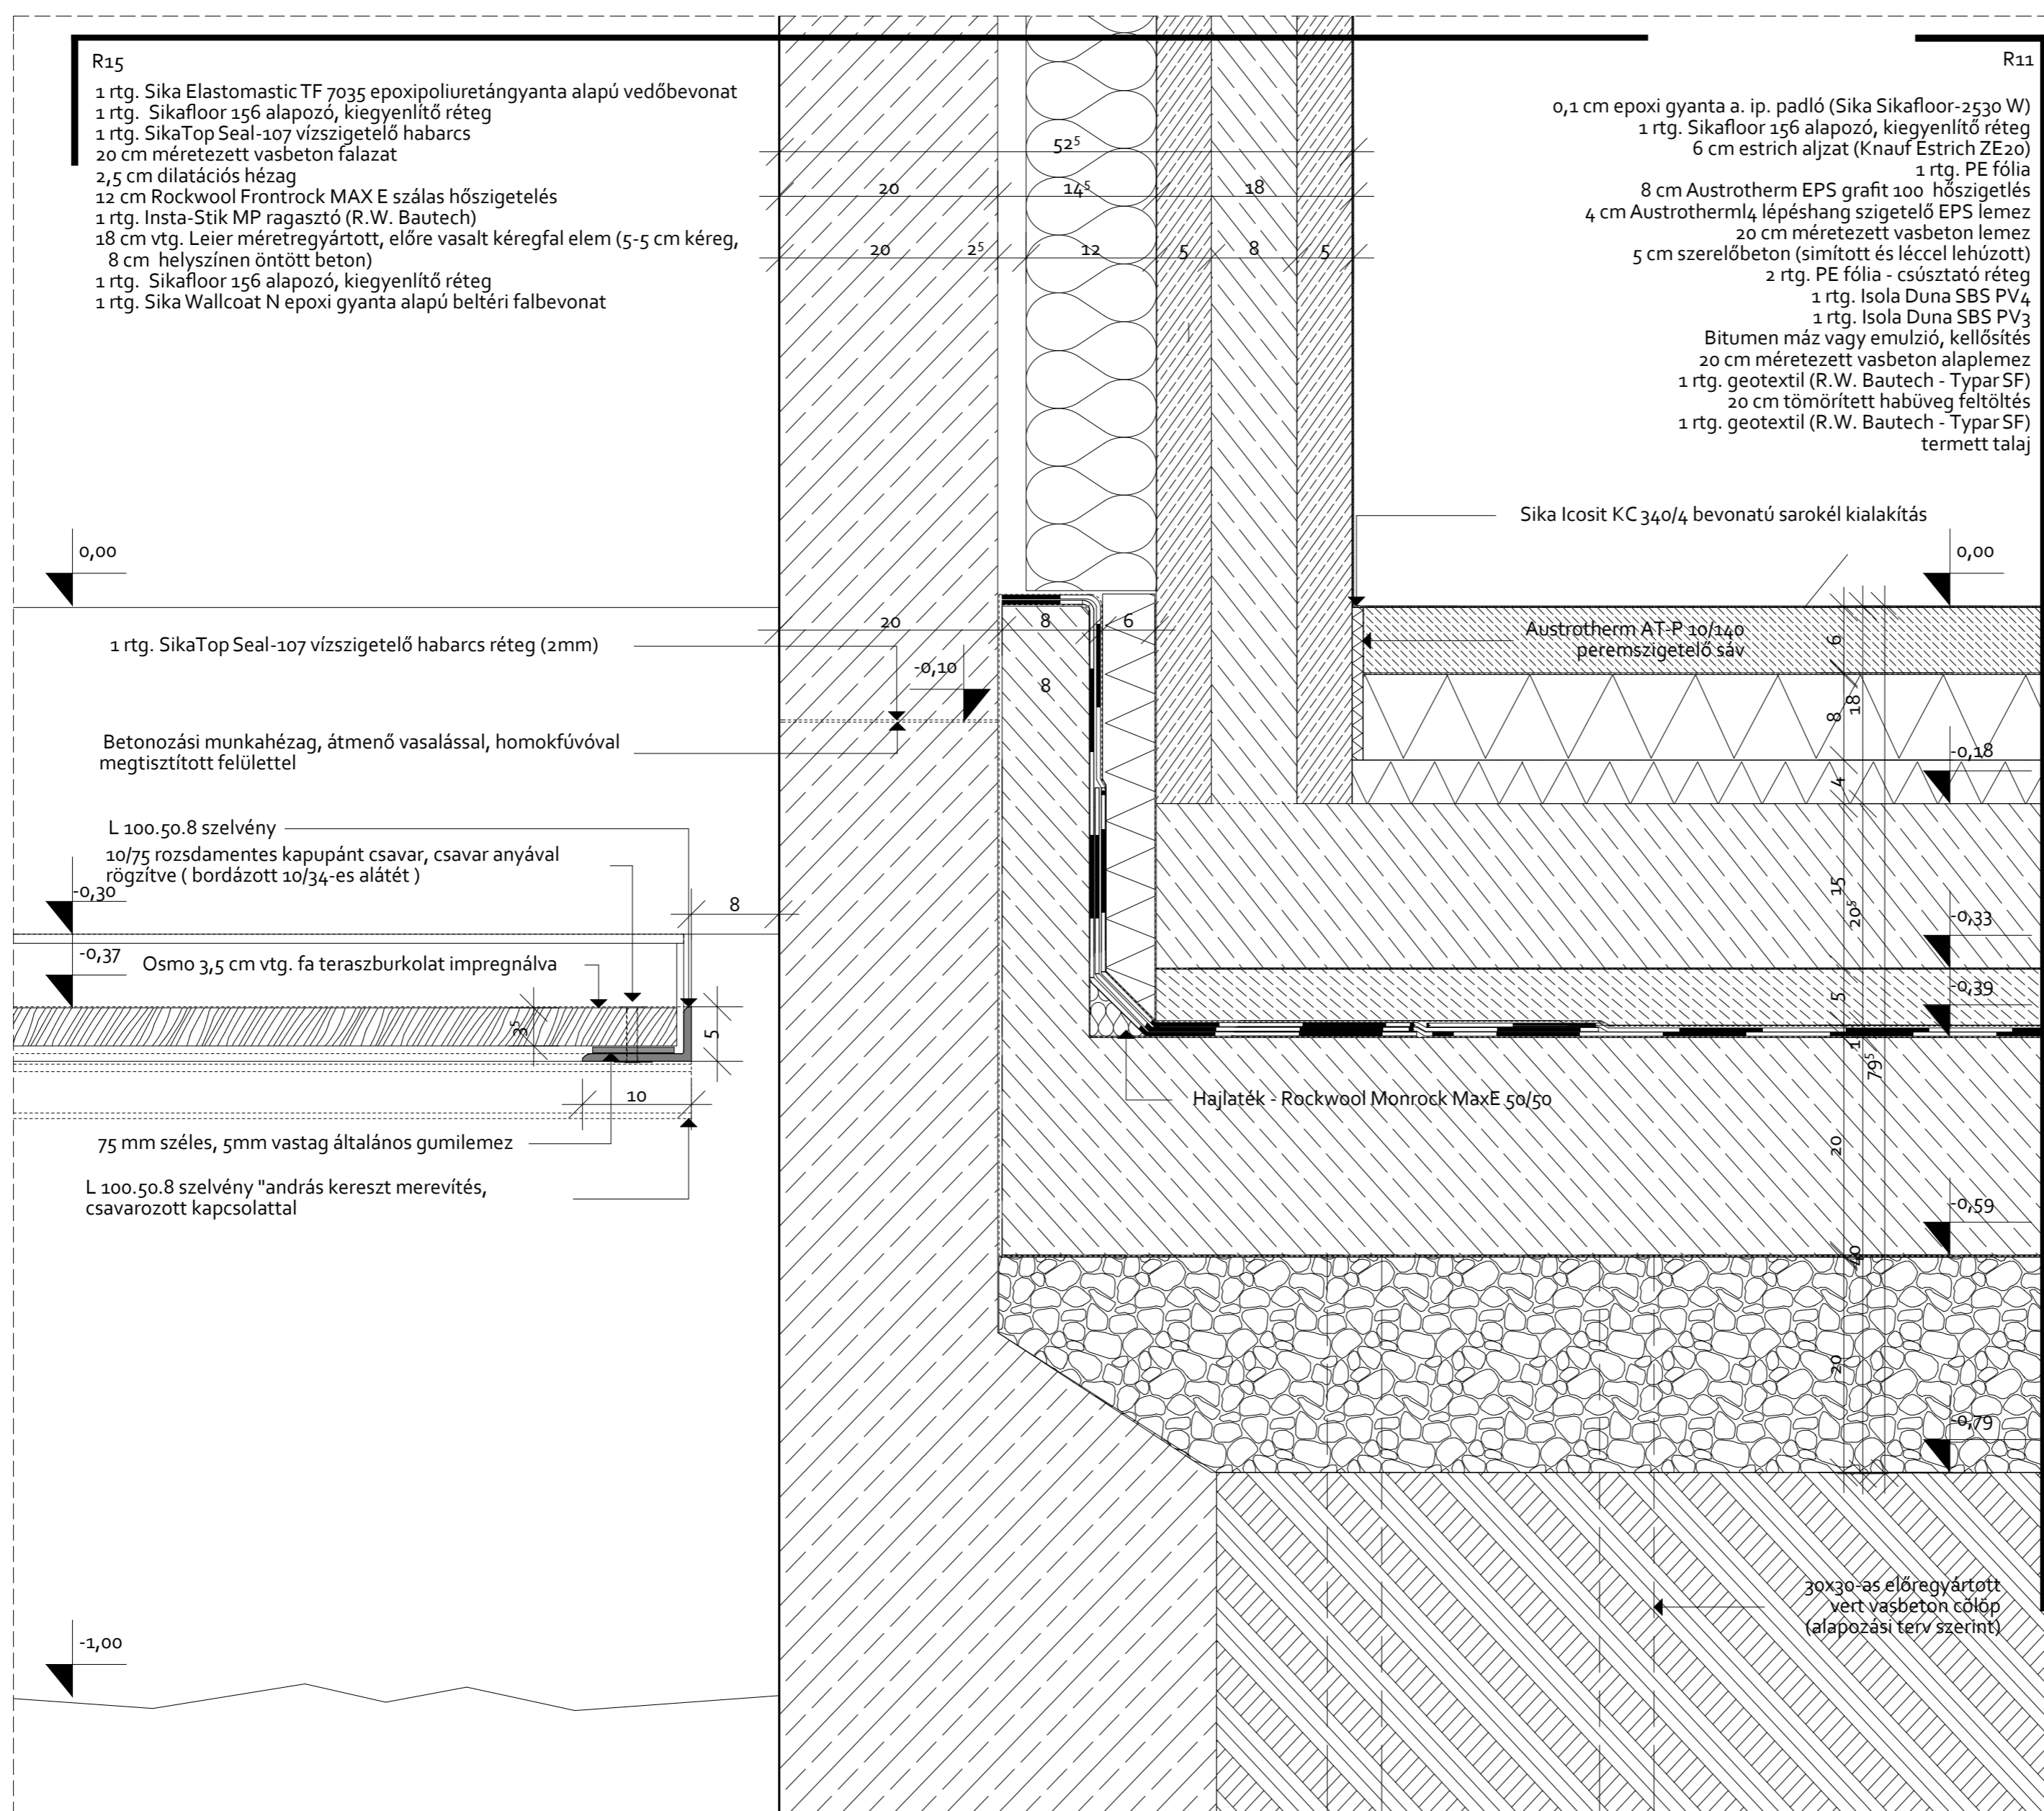 R15
1 rtg. Sika Elastomastic TF 7035 epoxipoliuretángyanta alapú vedőbevonat
1 rtg.  Sikafloor 156 alapozó, kiegyenlítő réteg
1 rtg. SikaTop Seal-107 vízszigetelő habarcs
20 cm méretezett vasbeton falazat
2,5 cm dilatációs hézag
12 cm Rockwool Frontrock MAX E szálas hőszigetelés
1 rtg. Insta-Stik MP ragasztó (R.W. Bautech)
18 cm vtg. Leier méretregyártott, előre vasalt kéregfal elem (5-5 cm kéreg,
8 cm  helyszínen öntött beton)
1 rtg.  Sikafloor 156 alapozó, kiegyenlítő réteg
1 rtg. Sika Wallcoat N epoxi gyanta alapú beltéri falbevonat
R11
0,1 cm epoxi gyanta a. ip. padló (Sika Sikafloor-2530 W)
1 rtg. Sikafloor 156 alapozó, kiegyenlítő réteg
6 cm estrich aljzat (Knauf Estrich ZE20)
1 rtg. PE fólia
8 cm Austrotherm EPS grafit 100  hőszigetlés
4 cm Austrotherml4 lépéshang szigetelő EPS lemez
20 cm méretezett vasbeton lemez
5 cm szerelőbeton (simított és léccel lehúzott)
2 rtg. PE fólia - csúsztató réteg
1 rtg. Isola Duna SBS PV4
1 rtg. Isola Duna SBS PV3
Bitumen máz vagy emulzió, kellősítés
20 cm méretezett vasbeton alaplemez
1 rtg. geotextil (R.W. Bautech - Typar SF)
20 cm tömörített habüveg feltöltés
1 rtg. geotextil (R.W. Bautech - Typar SF)
termett talaj
52⁵
20 14⁵ 18
20 2⁵ 12 5 8 5
Sika Icosit KC 340/4 bevonatú sarokél kialakítás
0,00
0,00
20 8 6
8
1 rtg. SikaTop Seal-107 vízszigetelő habarcs réteg (2mm)
-0,10
Betonozási munkahézag, átmenő vasalással, homokfúvóval
megtisztított felülettel
Austrotherm AT-P 10/140
peremszigetelő sáv
6
8
18
4
-0,18
L 100.50.8 szelvény
10/75 rozsdamentes kapupánt csavar, csavar anyával
rögzítve ( bordázott 10/34-es alátét )
-0,30
8
15
20⁵
-0,33
-0,37
Osmo 3,5 cm vtg. fa teraszburkolat impregnálva
3⁵
5
5
-0,39
1
79⁵
10
Hajlaték - Rockwool Monrock MaxE 50/50
75 mm széles, 5mm vastag általános gumilemez
20
L 100.50.8 szelvény "andrás kereszt merevítés,
csavarozott kapcsolattal
-0,59
40
20
-0,79
30x30-as előregyártott
vert vasbeton cölöp
(alapozási terv szerint)
-1,00